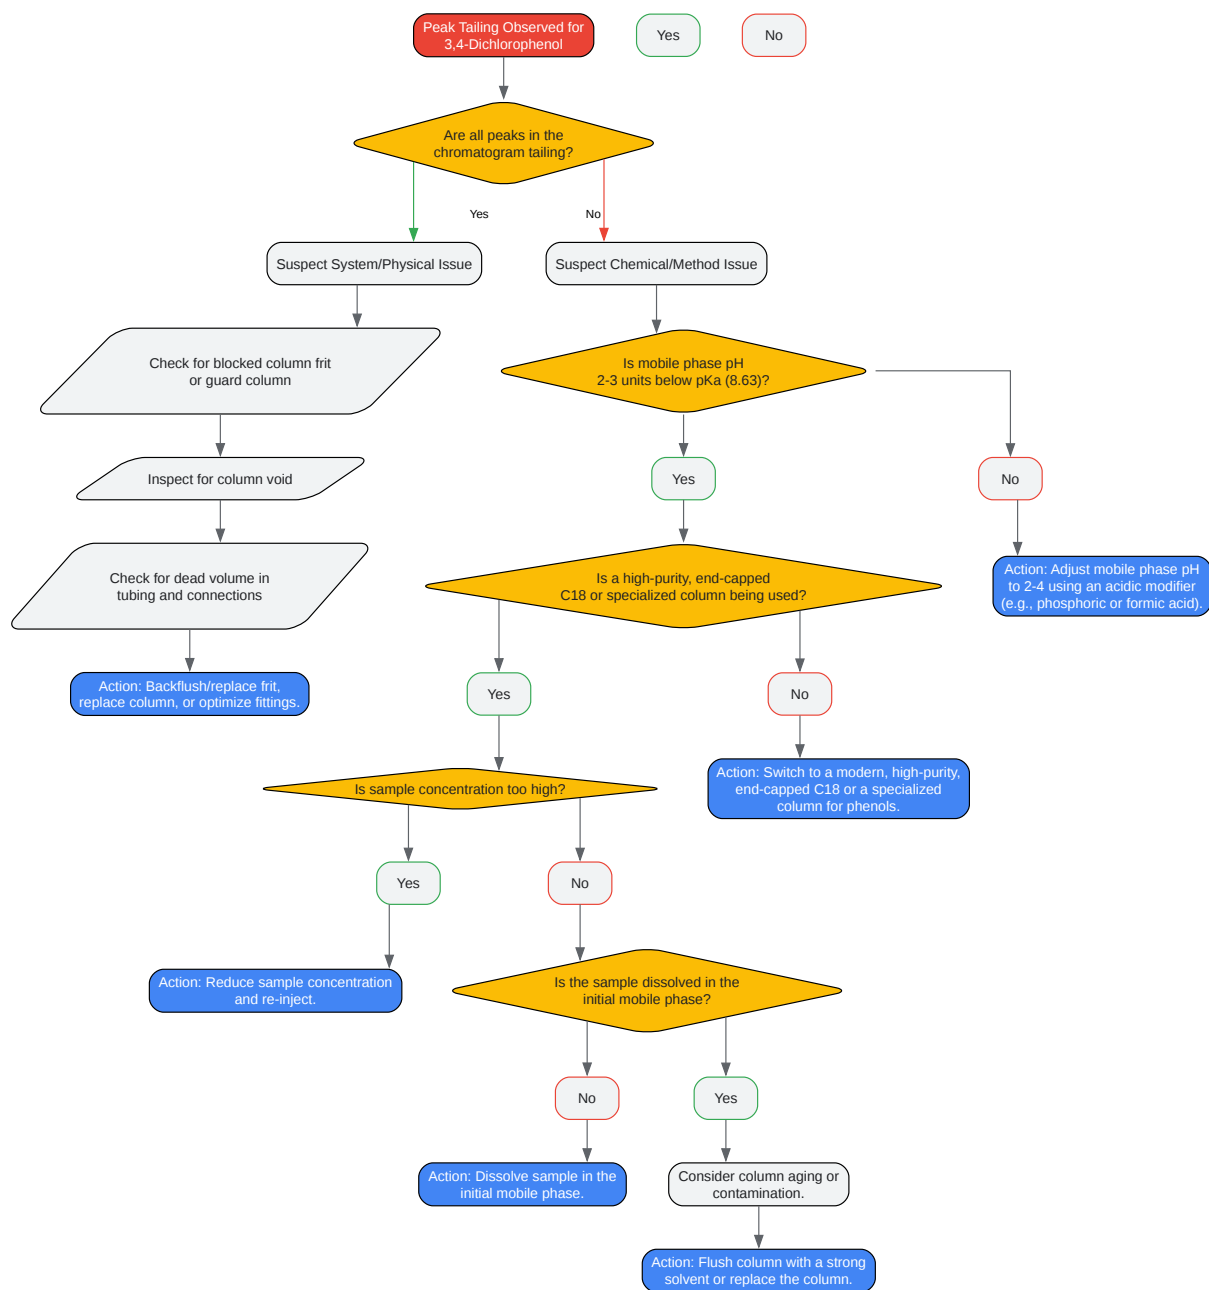 Peak Tailing Observed for
3,4-Dichlorophenol
Yes
No
Are all peaks in the
chromatogram tailing?
Yes
No
Suspect System/Physical Issue
Suspect Chemical/Method Issue
Check for blocked column frit
or guard column
Is mobile phase pH
2-3 units below pKa (8.63)?
Inspect for column void
Yes
No
Check for dead volume in
tubing and connections
Is a high-purity, end-capped
C18 or specialized column being used?
Action: Adjust mobile phase pH
to 2-4 using an acidic modifier
(e.g., phosphoric or formic acid).
Action: Backflush/replace frit,
replace column, or optimize fittings.
Yes
No
Is sample concentration too high?
Action: Switch to a modern, high-purity,
end-capped C18 or a specialized
column for phenols.
Yes
No
Action: Reduce sample concentration
and re-inject.
Is the sample dissolved in the
initial mobile phase?
No
Yes
Action: Dissolve sample in the
initial mobile phase.
Consider column aging or
contamination.
Action: Flush column with a strong
solvent or replace the column.